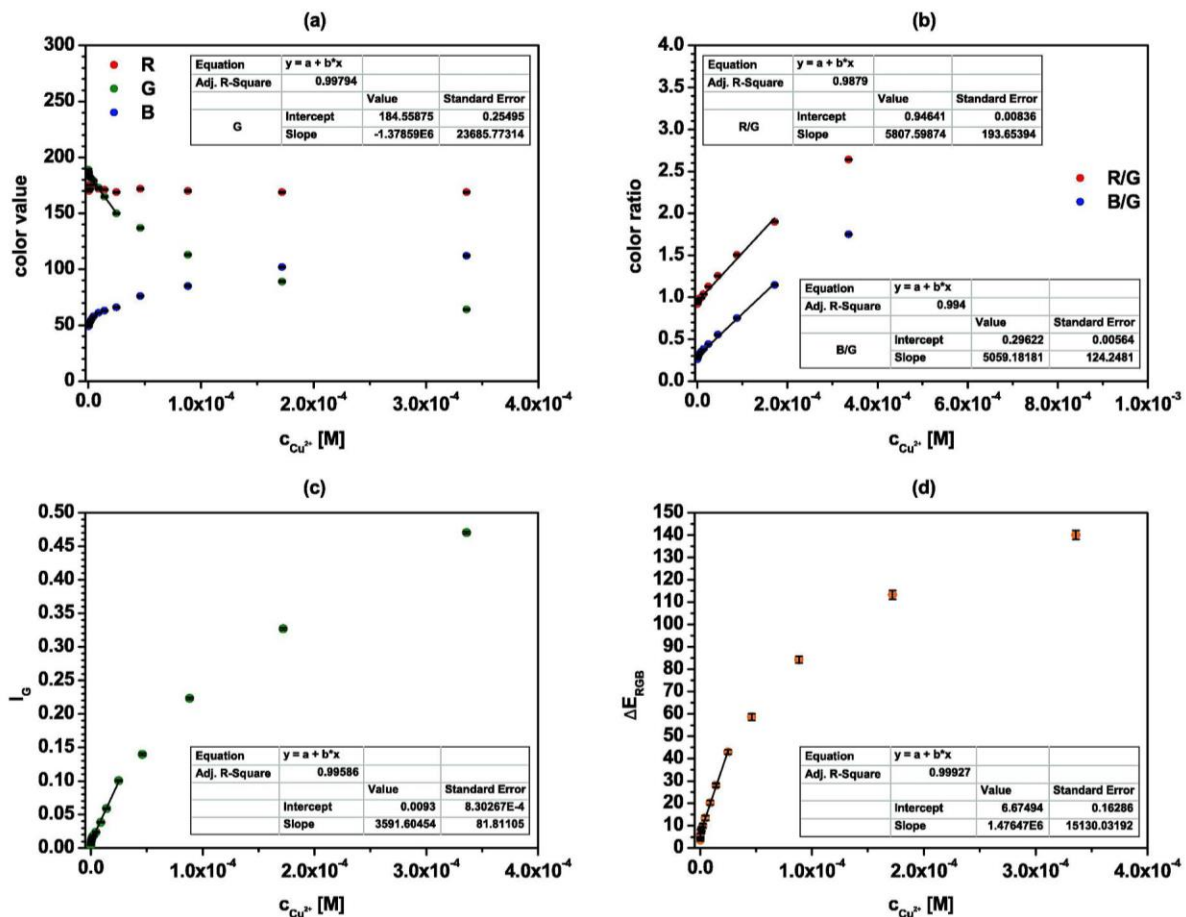 (a)
300
250
200
150
100
50
0
color value
R
G
B
Equation y = a + b*x
Adj. R-Square 0.99794
Value Standard Error
G Intercept 184.55875 0.25495
Slope -1.37859E6 23685.77314
0.0 1.0x10⁻⁴ 2.0x10⁻⁴ 3.0x10⁻⁴ 4.0x10⁻⁴
c_Cu²⁺ [M]
(b)
4.0
3.5
3.0
2.5
2.0
1.5
1.0
0.5
0.0
color ratio
Equation y = a + b*x
Adj. R-Square 0.9879
Value Standard Error
R/G Intercept 0.94641 0.00836
Slope 5807.59874 193.65394
R/G
B/G
Equation y = a + b*x
Adj. R-Square 0.994
Value Standard Error
B/G Intercept 0.29622 0.00564
Slope 5059.18181 124.2481
0.0 2.0x10⁻⁴ 4.0x10⁻⁴ 6.0x10⁻⁴ 8.0x10⁻⁴ 1.0x10⁻³
c_Cu²⁺ [M]
(c)
0.50
0.45
0.40
0.35
0.30
0.25
0.20
0.15
0.10
0.05
0.00
I_G
Equation y = a + b*x
Adj. R-Square 0.99586
Value Standard Error
Intercept 0.0093 8.30267E-4
Slope 3591.60454 81.81105
0.0 1.0x10⁻⁴ 2.0x10⁻⁴ 3.0x10⁻⁴ 4.0x10⁻⁴
c_Cu²⁺ [M]
(d)
150
140
130
120
110
100
90
80
70
60
50
40
30
20
10
0
ΔE_RGB
Equation y = a + b*x
Adj. R-Square 0.99927
Value Standard Error
Intercept 6.67494 0.16286
Slope 1.47647E6 15130.03192
0.0 1.0x10⁻⁴ 2.0x10⁻⁴ 3.0x10⁻⁴ 4.0x10⁻⁴
c_Cu²⁺ [M]